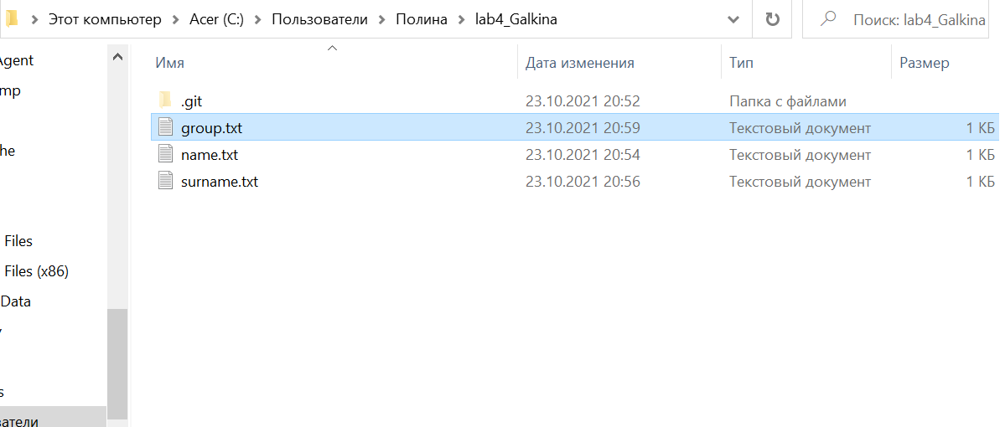 Этот компьютер > Acer (C:) > Пользователи > Полина > lab4_Galkina Поиск: lab4_Galkina
Имя Дата изменения Тип Размер
.git 23.10.2021 20:52 Папка с файлами
group.txt 23.10.2021 20:59 Текстовый документ 1 КБ
name.txt 23.10.2021 20:54 Текстовый документ 1 КБ
surname.txt 23.10.2021 20:56 Текстовый документ 1 КБ
Agent
mp
he
Files
Files (x86)
Data
s
ватели